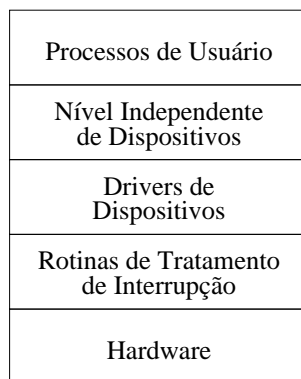 Processos de Usuário
Nível Independente
de Dispositivos
Drivers de
Dispositivos
Rotinas de Tratamento
de Interrupção
Hardware